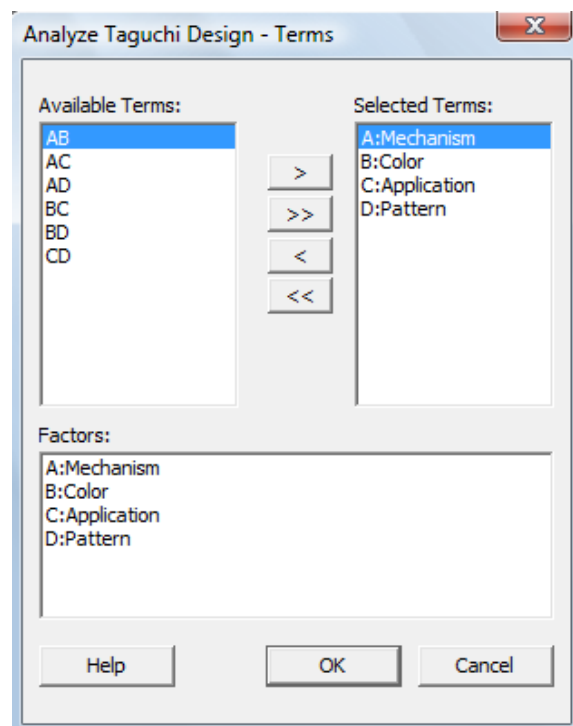 Analyze Taguchi Design - Terms
X
Available Terms:
AB
AC
AD
BC
BD
CD
>
>>
<
<<
Selected Terms:
A:Mechanism
B:Color
C:Application
D:Pattern
Factors:
A:Mechanism
B:Color
C:Application
D:Pattern
Help
OK
Cancel